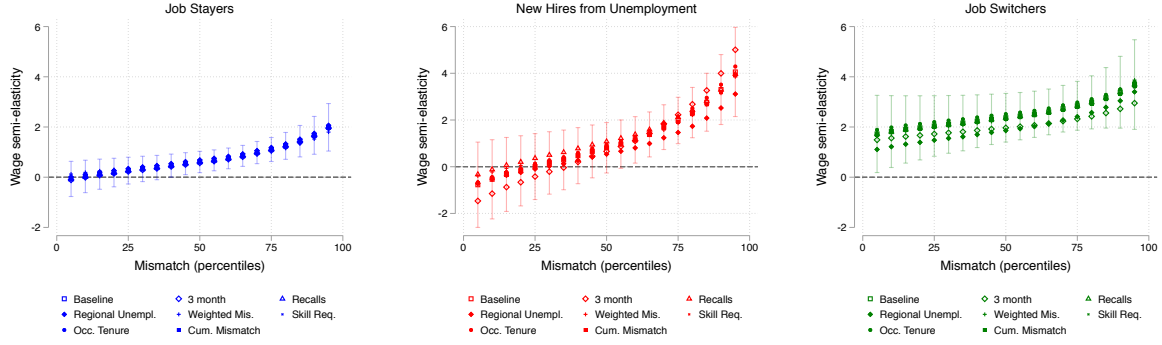 Job Stayers
Wage semi-elasticity
6
4
2
0
-2
0 25 50 75 100
Mismatch (percentiles)
Baseline 3 month Recalls
Regional Unempl. Weighted Mis. Skill Req.
Occ. Tenure Cum. Mismatch
New Hires from Unemployment
Wage semi-elasticity
6
4
2
0
-2
0 25 50 75 100
Mismatch (percentiles)
Baseline 3 month Recalls
Regional Unempl. Weighted Mis. Skill Req.
Occ. Tenure Cum. Mismatch
Job Switchers
Wage semi-elasticity
6
4
2
0
-2
0 25 50 75 100
Mismatch (percentiles)
Baseline 3 month Recalls
Regional Unempl. Weighted Mis. Skill Req.
Occ. Tenure Cum. Mismatch